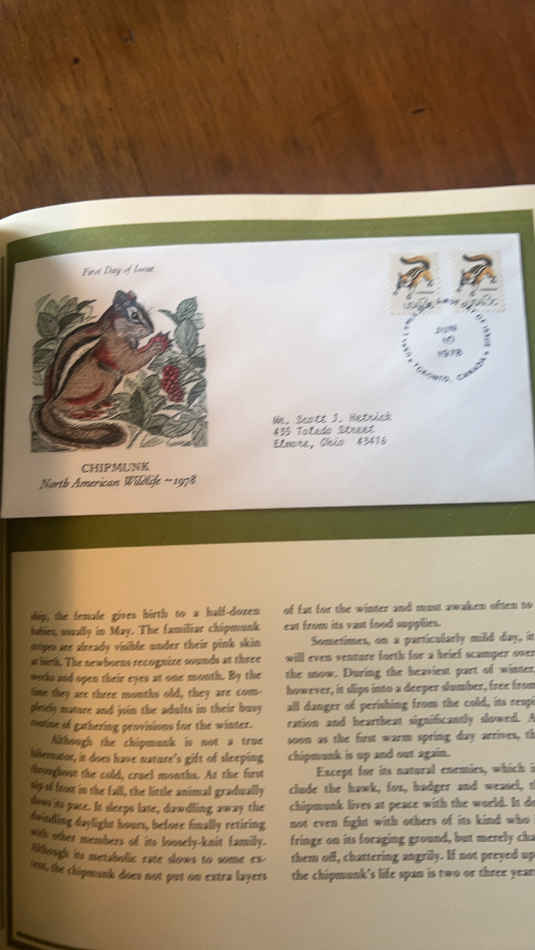 First Day of Issue
JUN
10
1978
TORONTO, CANADA
Mr. Scott J. Hetrick
435 Toledo Street
Elmore, Ohio 43416
CHIPMUNK
North American Wildlife ~ 1978
ship, the female gives birth to a half-dozen
babies, usually in May. The familiar chipmunk
stripes are already visible under their pink skin
at birth. The newborns recognize sounds at three
weeks and open their eyes at one month. By the
time they are three months old, they are com-
pletely mature and join the adults in their busy
routine of gathering provisions for the winter.
Although the chipmunk is not a true
hibernator, it does have nature's gift of sleeping
throughout the cold, cruel months. At the first
nip of frost in the fall, the little animal gradually
slows its pace. It sleeps late, dawdling away the
dwindling daylight hours, before finally retiring
with other members of its loosely-knit family.
Although its metabolic rate slows to some ex-
tent, the chipmunk does not put on extra layers
of fat for the winter and must awaken often to
eat from its vast food supplies.
Sometimes, on a particularly mild day, it
will even venture forth for a brief scamper over
the snow. During the heaviest part of winter,
however, it slips into a deeper slumber, free from
all danger of perishing from the cold, its respi
ration and heartbeat significantly slowed. A
soon as the first warm spring day arrives, th
chipmunk is up and out again.
Except for its natural enemies, which i
clude the hawk, fox, badger and weasel, t
chipmunk lives at peace with the world. It do
not even fight with others of its kind who
fringe on its foraging ground, but merely cha
them off, chattering angrily. If not preyed up
the chipmunk's life span is two or three year